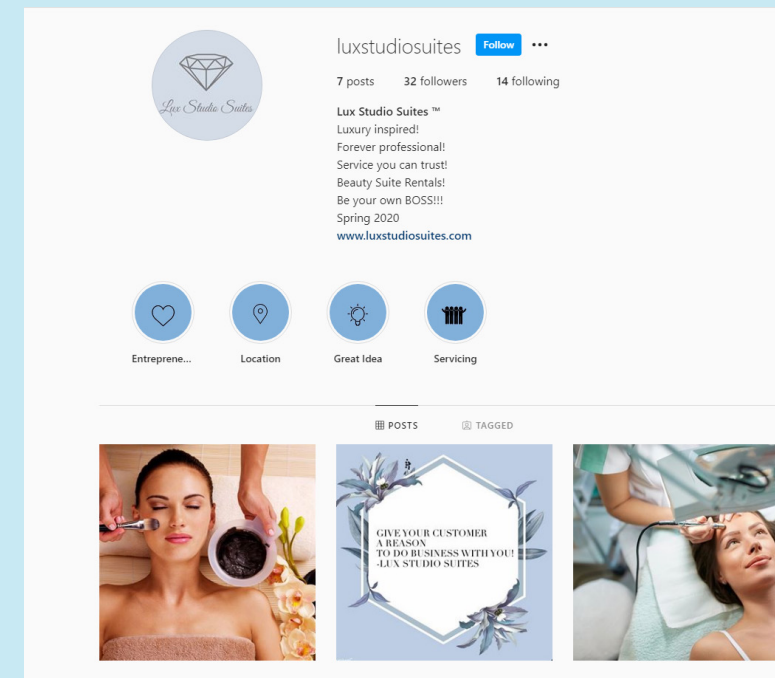 Lux Studio Suites
luxstudiosuites Follow •••
7 posts 32 followers 14 following
Lux Studio Suites ™
Luxury inspired!
Forever professional!
Service you can trust!
Beauty Suite Rentals!
Be your own BOSS!!!
Spring 2020
www.luxstudiosuites.com
Entreprene... Location Great Idea Servicing
POSTS TAGGED
GIVE YOUR CUSTOMER
A REASON
TO DO BUSINESS WITH YOU!
-LUX STUDIO SUITES